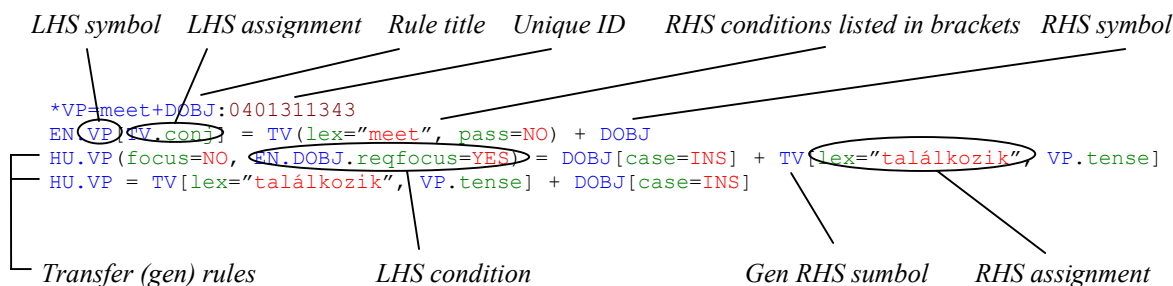 LHS symbol LHS assignment Rule title Unique ID RHS conditions listed in brackets RHS symbol
*VP=meet+DOBJ:0401311343
EN.VP[TV.conj] = TV(lex="meet", pass=NO) + DOBJ
HU.VP(focus=NO, EN.DOBJ.reqfocus=YES) = DOBJ[case=INS] + TV[lex="találkozik", VP.tense]
HU.VP = TV[lex="találkozik", VP.tense] + DOBJ[case=INS]
Transfer (gen) rules LHS condition Gen RHS sumbol RHS assignment